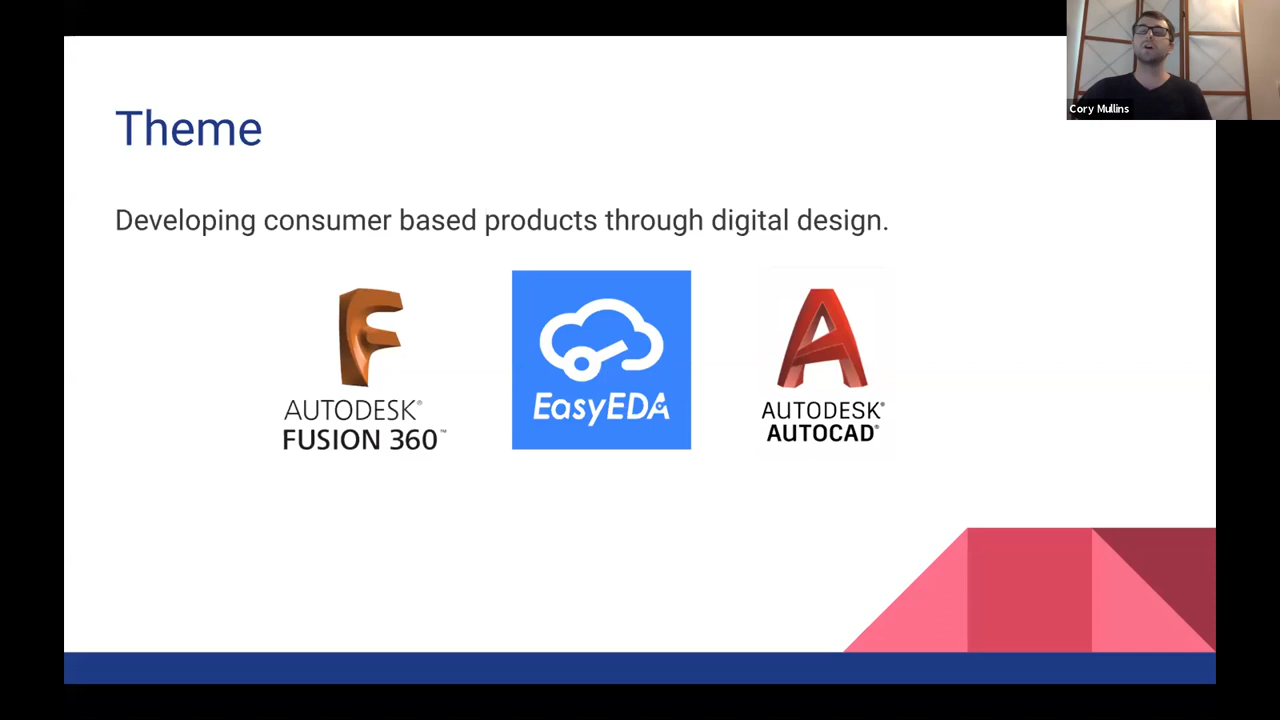 Cory Mullins
Theme
Developing consumer based products through digital design.
AUTODESK®
FUSION 360™
EasyEDA
AUTODESK®
AUTOCAD®